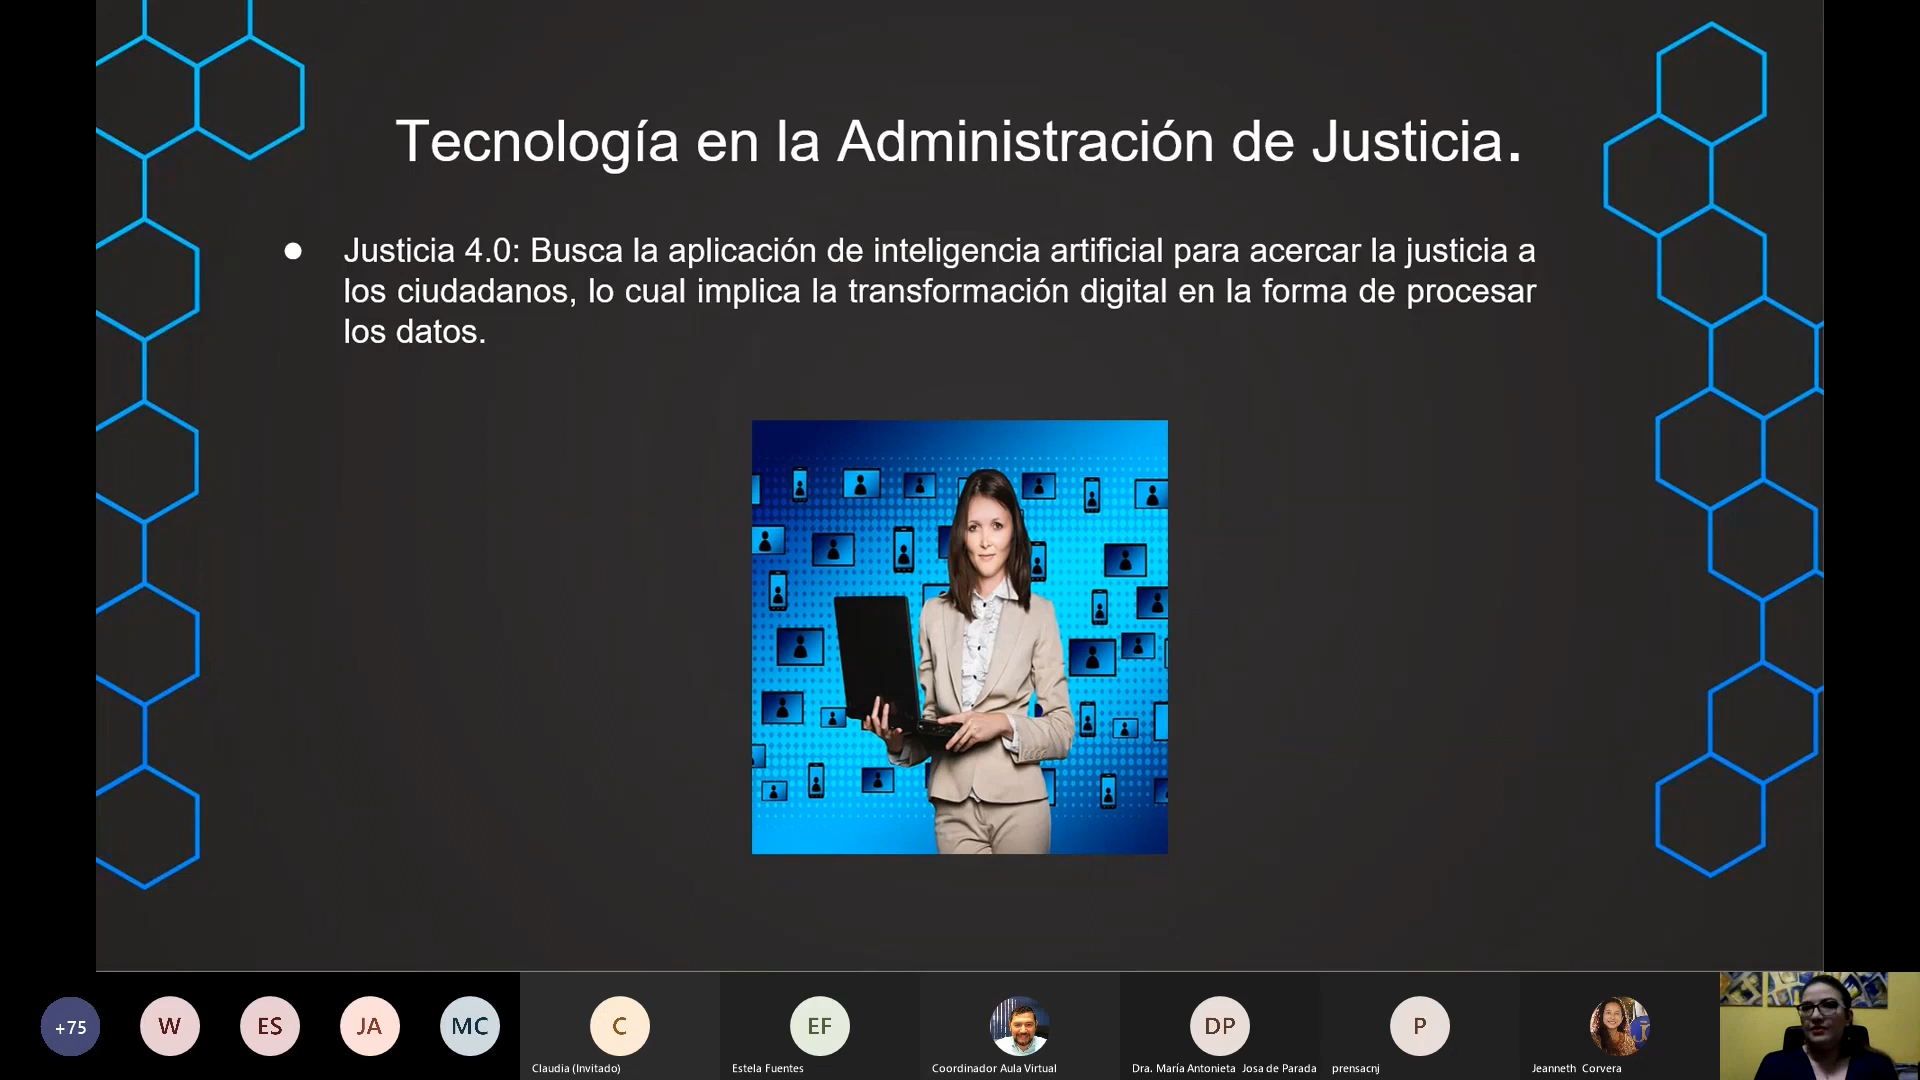 Tecnología en la Administración de Justicia.
● Justicia 4.0: Busca la aplicación de inteligencia artificial para acercar la justicia a
los ciudadanos, lo cual implica la transformación digital en la forma de procesar
los datos.
+75
W
ES
JA
MC
C
EF
DP
P
Claudia (Invitado)
Estela Fuentes
Coordinador Aula Virtual
Dra. María Antonieta Josa de Parada
prensacnj
Jeanneth Corvera